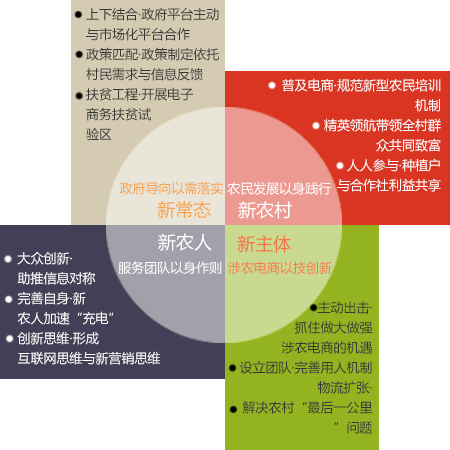 上下结合·政府平台主动
与市场化平台合作
政策匹配·政策制定依托
村民需求与信息反馈
扶贫工程·开展电子
商务扶贫试
验区
普及电商·规范新型农民培训
机制
精英领航带领全村群
众共同致富
人人参与·种植户
与合作社利益共享
政府导向以需落实
新常态
农民发展以身践行
新农村
新农人
服务团队以身作则
新主体
涉农电商以技创新
大众创新·
助推信息对称
完善自身·新
农人加速“充电”
创新思维·形成
互联网思维与新营销思维
主动出击·
抓住做大做强
涉农电商的机遇
设立团队·完善用人机制
物流扩张·
解决农村“最后一公里
”问题